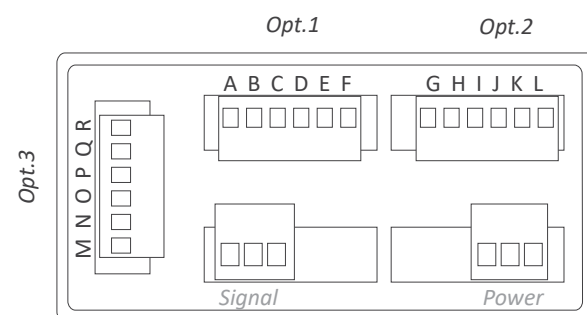 Opt.1 Opt.2
A B C D E F G H I J K L
Opt.3
M N O P Q R
Signal Power